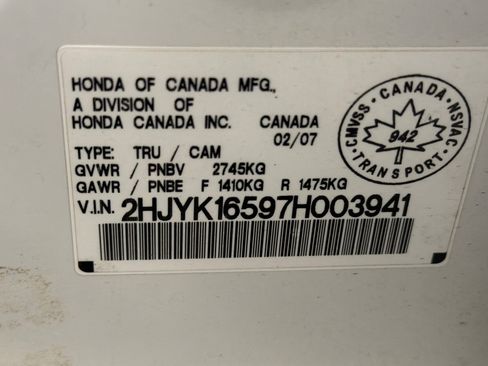 HONDA OF CANADA MFG.,
A DIVISION OF
HONDA CANADA INC. CANADA
02/07
TYPE: TRU / CAM
GVWR / PNBV 2745KG
GAWR / PNBE F 1410KG R 1475KG
V.I.N. 2HJYK16597H003941
CMVSS · CANADA · NSVAC
942
TRANSPORT